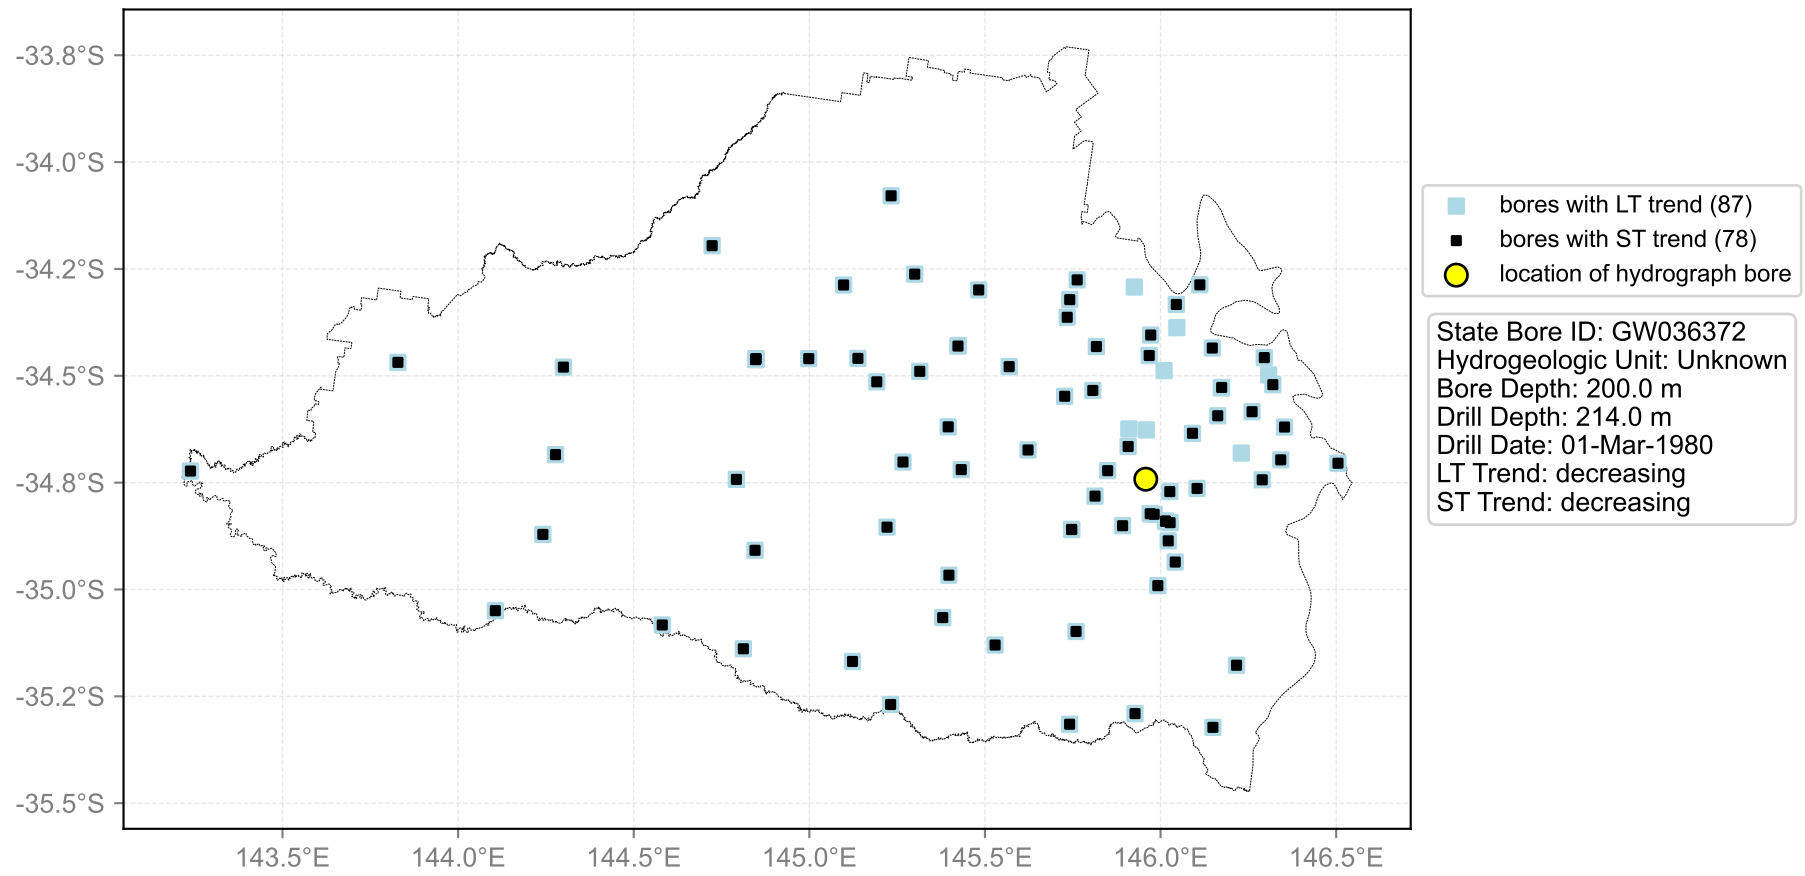 -33.8°S
-34.0°S
-34.2°S
-34.5°S
-34.8°S
-35.0°S
-35.2°S
-35.5°S
143.5°E
144.0°E
144.5°E
145.0°E
145.5°E
146.0°E
146.5°E
bores with LT trend (87)
bores with ST trend (78)
location of hydrograph bore
State Bore ID: GW036372
Hydrogeologic Unit: Unknown
Bore Depth: 200.0 m
Drill Depth: 214.0 m
Drill Date: 01-Mar-1980
LT Trend: decreasing
ST Trend: decreasing